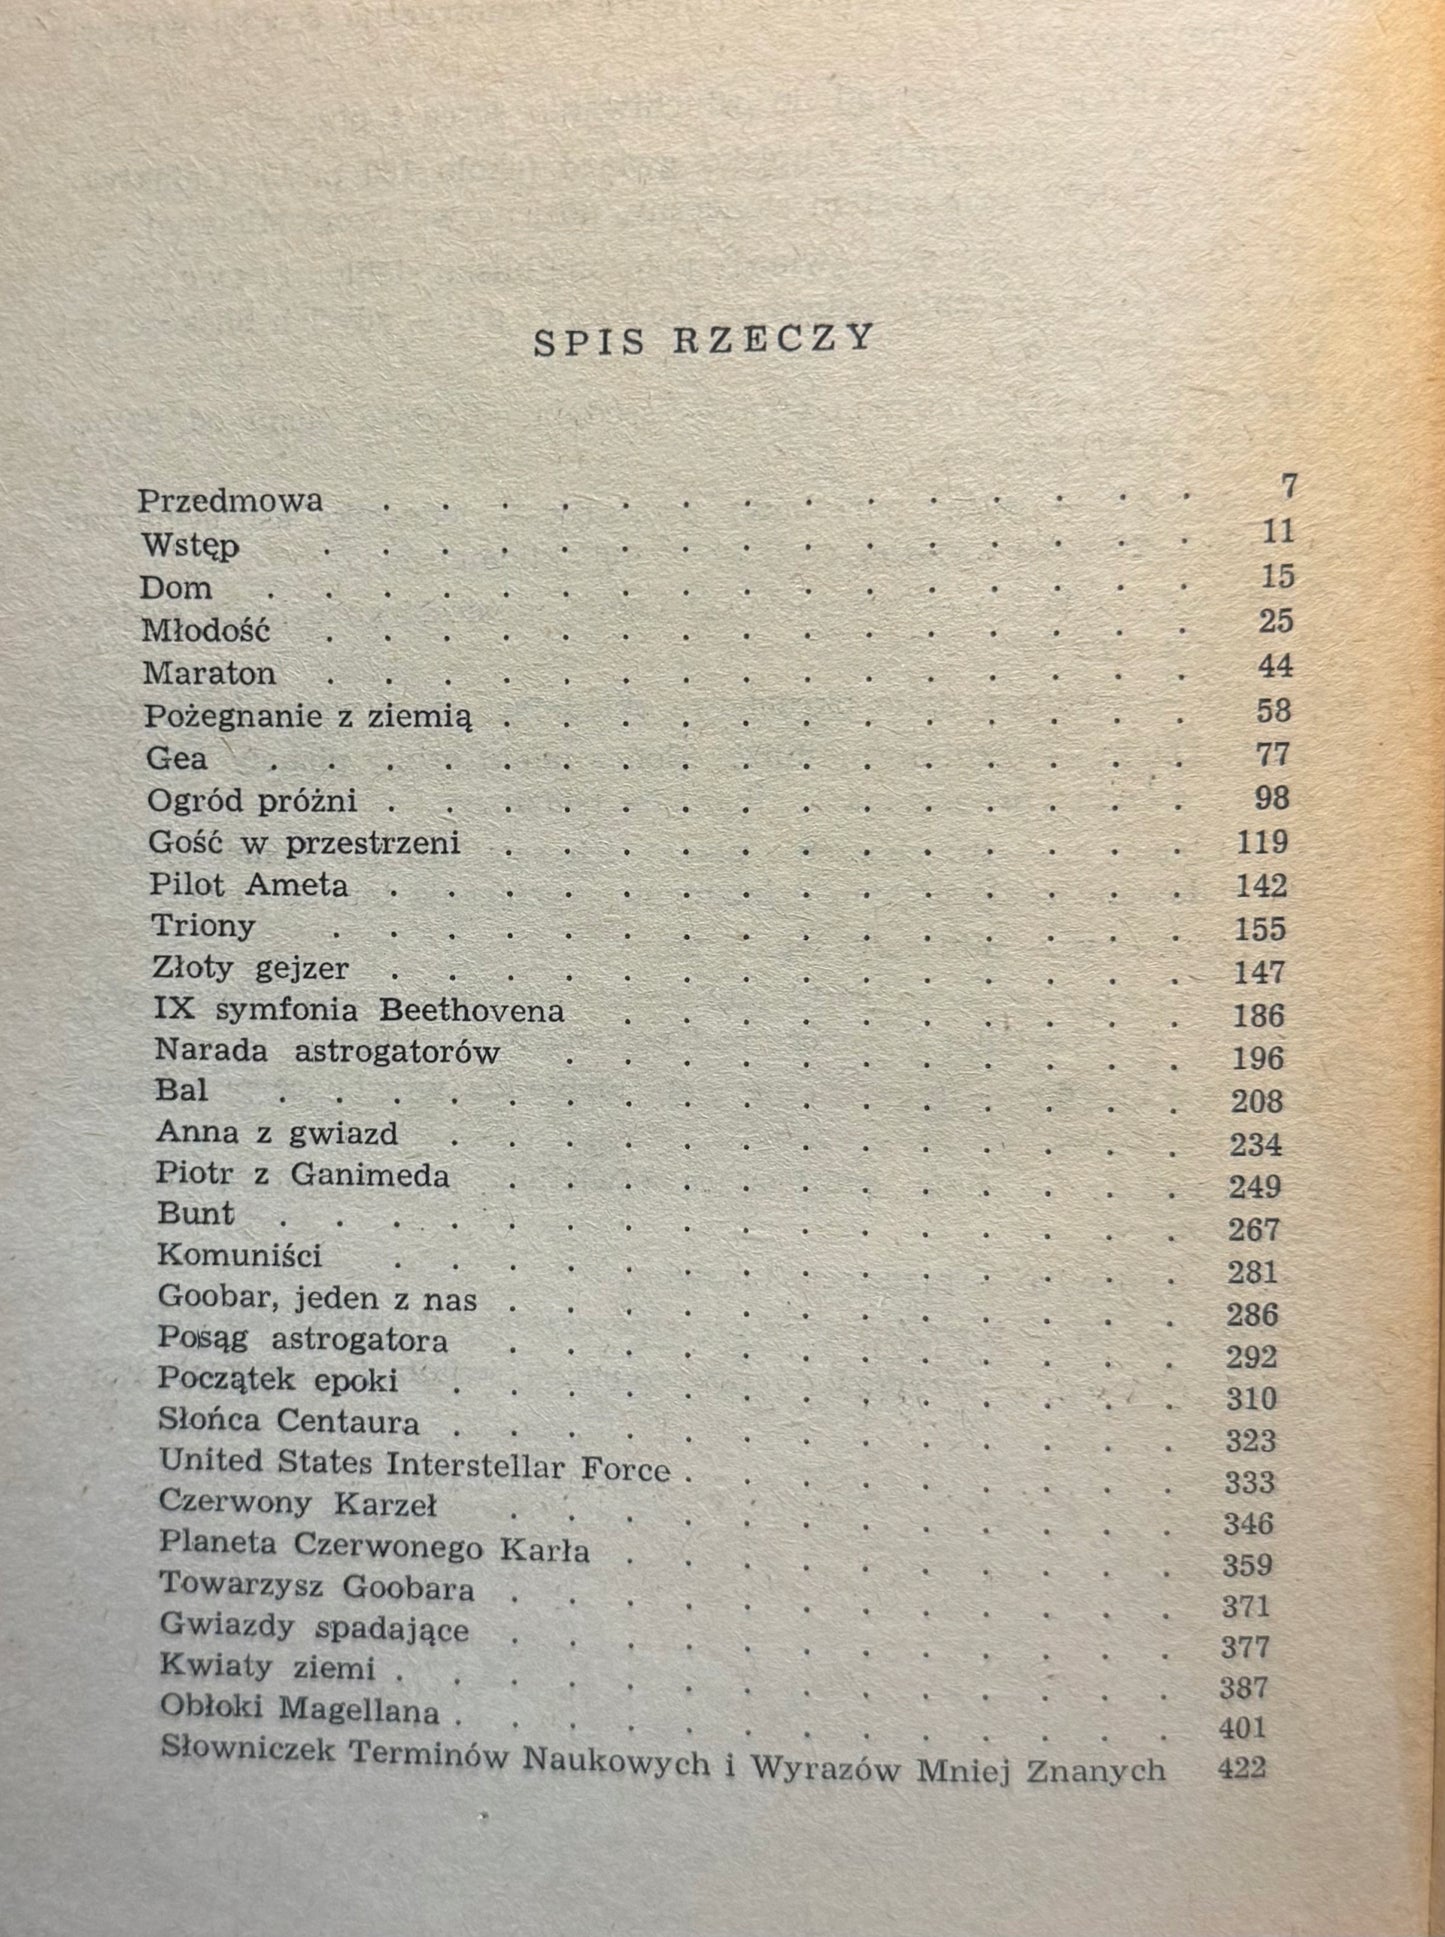 SPIS RZECZY
Przedmowa . . . . . . . . . . . . . . 7
Wstęp . . . . . . . . . . . . . . . 11
Dom . . . . . . . . . . . . . . . . 15
Młodość . . . . . . . . . . . . . . . 25
Maraton . . . . . . . . . . . . . . . 44
Pożegnanie z ziemią . . . . . . . . . . . . 58
Gea . . . . . . . . . . . . . . . . 77
Ogród próżni . . . . . . . . . . . . . . 98
Gość w przestrzeni . . . . . . . . . . . . 119
Pilot Ameta . . . . . . . . . . . . . . 142
Triony . . . . . . . . . . . . . . . 155
Złoty gejzer . . . . . . . . . . . . . . 147
IX symfonia Beethovena . . . . . . . . . . 186
Narada astrogatorów . . . . . . . . . . . 196
Bal . . . . . . . . . . . . . . . . 208
Anna z gwiazd . . . . . . . . . . . . . 234
Piotr z Ganimeda . . . . . . . . . . . . 249
Bunt . . . . . . . . . . . . . . . . 267
Komuniści . . . . . . . . . . . . . . 281
Goobar, jeden z nas . . . . . . . . . . . . 286
Posąg astrogatora . . . . . . . . . . . . 292
Początek epoki . . . . . . . . . . . . . 310
Słońca Centaura . . . . . . . . . . . . . 323
United States Interstellar Force . . . . . . . . . 333
Czerwony Karzeł . . . . . . . . . . . . 346
Planeta Czerwonego Karła . . . . . . . . . . 359
Towarzysz Goobara . . . . . . . . . . . . 371
Gwiazdy spadające . . . . . . . . . . . . 377
Kwiaty ziemi . . . . . . . . . . . . . . 387
Obłoki Magellana . . . . . . . . . . . . . 401
Słowniczek Terminów Naukowych i Wyrazów Mniej Znanych 422